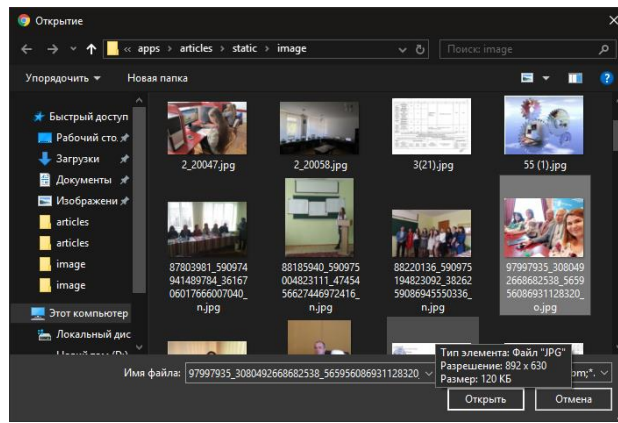 Открытие
« apps › articles › static › image
Поиск: image
Упорядочить
Новая папка
Быстрый доступ
Рабочий сто.
Загрузки
Документы
Изображени
articles
articles
image
image
Этот компьютер
Локальный дис
2_20047.jpg
2_20058.jpg
3(21).jpg
55 (1).jpg
87803981_590974
941489784_36167
06017666007040_
n.jpg
88185940_590975
004823111_47454
56627446972416_
n.jpg
88220136_590975
194823092_38262
59086945550336_
n.jpg
97997935_308049
2668682538_5659
56086931128320_
o.jpg
Тип элемента: Файл "JPG"
Разрешение: 892 x 630
Размер: 120 КБ
Имя файла:
97997935_3080492668682538_565956086931128320_
Открыть
Отмена